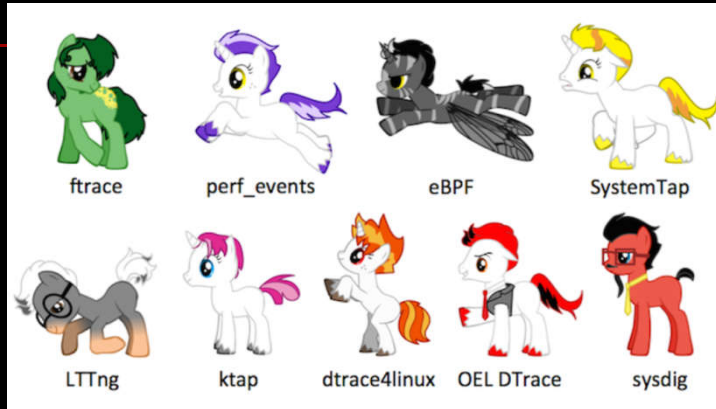 ftrace perf_events eBPF SystemTap
LTTng ktap dtrace4linux OEL DTrace sysdig